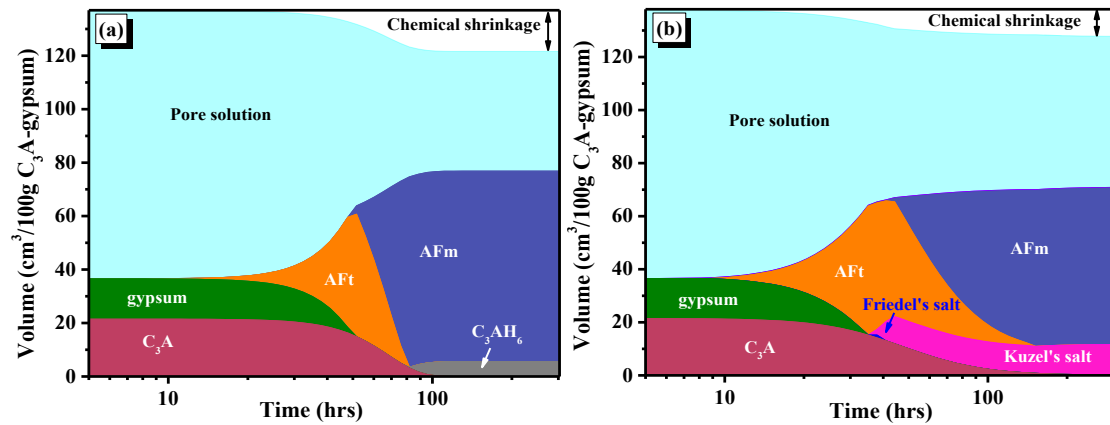 (a)
Chemical shrinkage
Pore solution
AFt
AFm
gypsum
C₃A
C₃AH₆
0
20
40
60
80
100
120
10
100
Volume (cm³/100g C₃A-gypsum)
Time (hrs)
(b)
Chemical shrinkage
Pore solution
AFt
AFm
gypsum
Friedel's salt
C₃A
Kuzel's salt
0
20
40
60
80
100
120
10
100
Volume (cm³/100g C₃A-gypsum)
Time (hrs)